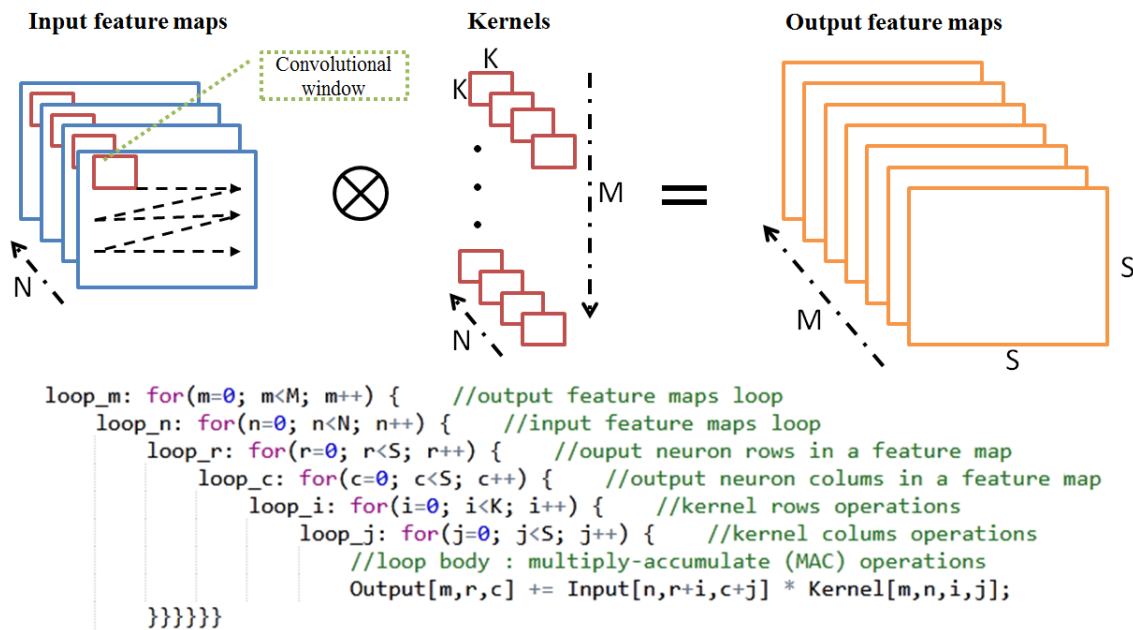 Input feature maps
Kernels
Output feature maps
Convolutional
window
K
K
M
N
N
M
S
S
loop_m: for(m=0; m<M; m++) { //output feature maps loop
loop_n: for(n=0; n<N; n++) { //input feature maps loop
loop_r: for(r=0; r<S; r++) { //ouput neuron rows in a feature map
loop_c: for(c=0; c<S; c++) { //output neuron colums in a feature map
loop_i: for(i=0; i<K; i++) { //kernel rows operations
loop_j: for(j=0; j<S; j++) { //kernel colums operations
//loop body : multiply-accumulate (MAC) operations
Output[m,r,c] += Input[n,r+i,c+j] * Kernel[m,n,i,j];
}}}}}}